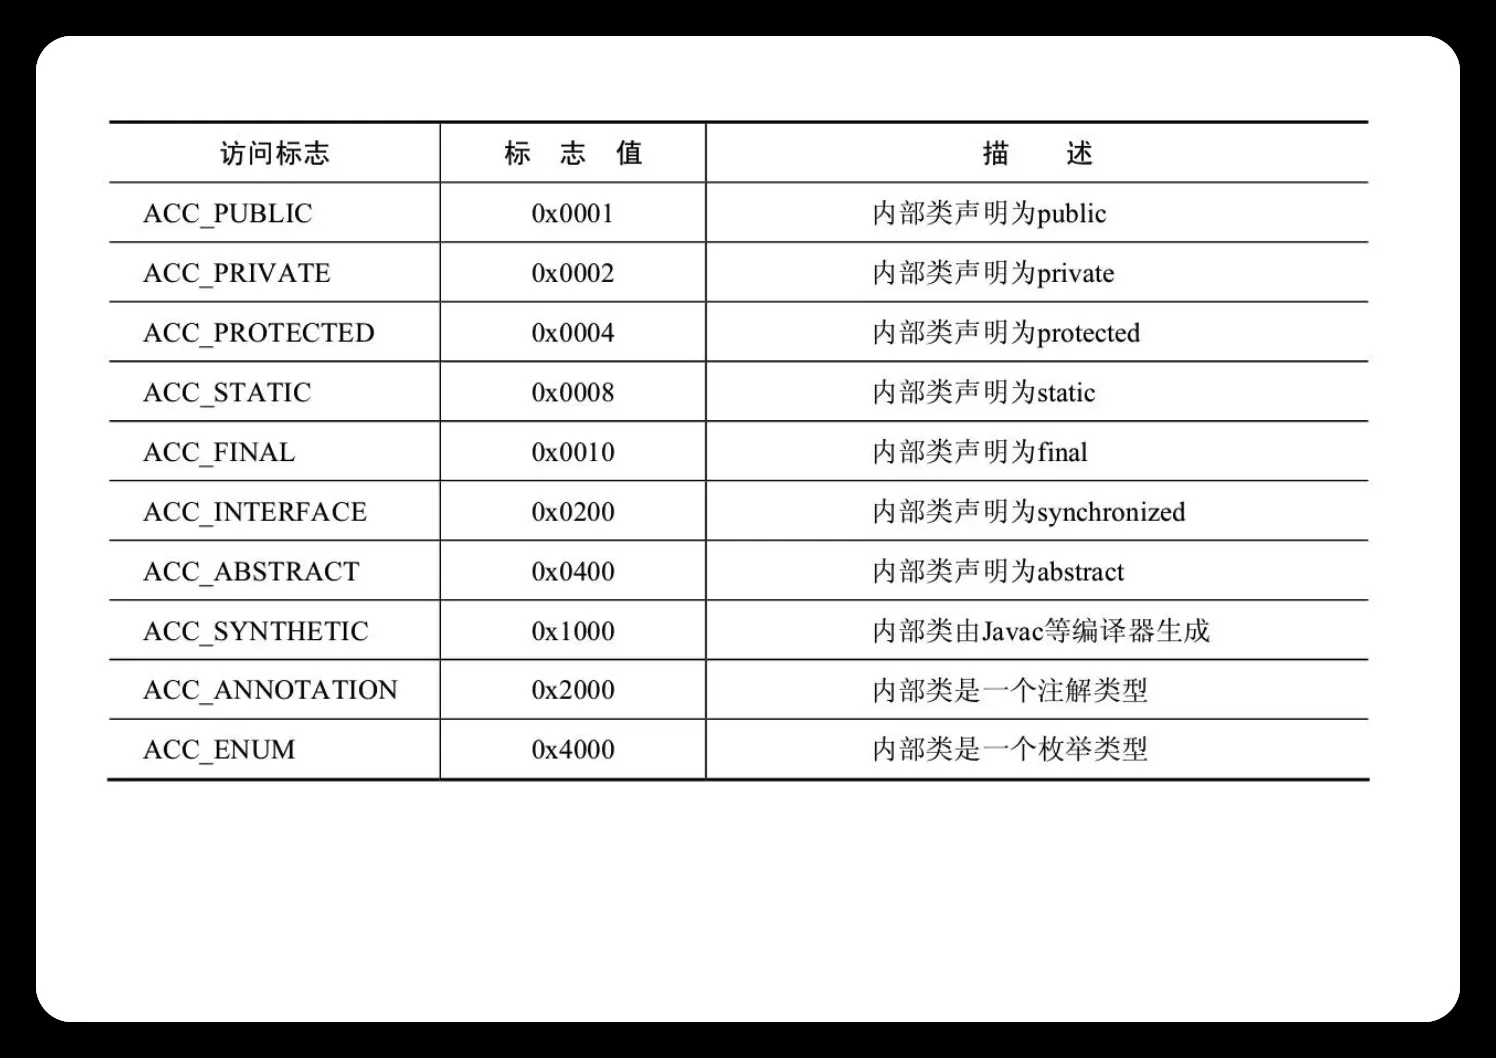 访问标志 标 志 值 描 述
ACC_PUBLIC 0x0001 内部类声明为public
ACC_PRIVATE 0x0002 内部类声明为private
ACC_PROTECTED 0x0004 内部类声明为protected
ACC_STATIC 0x0008 内部类声明为static
ACC_FINAL 0x0010 内部类声明为final
ACC_INTERFACE 0x0200 内部类声明为synchronized
ACC_ABSTRACT 0x0400 内部类声明为abstract
ACC_SYNTHETIC 0x1000 内部类由Javac等编译器生成
ACC_ANNOTATION 0x2000 内部类是一个注解类型
ACC_ENUM 0x4000 内部类是一个枚举类型